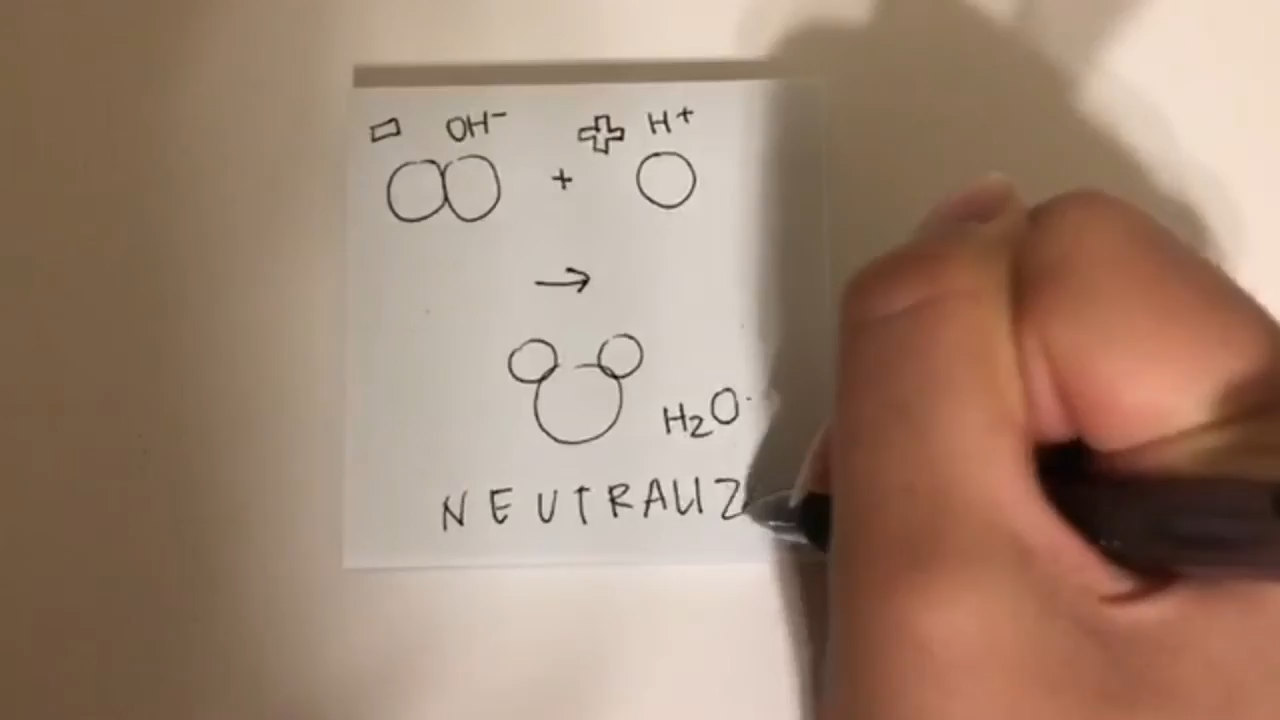 OH⁻ + H⁺
→
H₂O
NEUTRALIZ